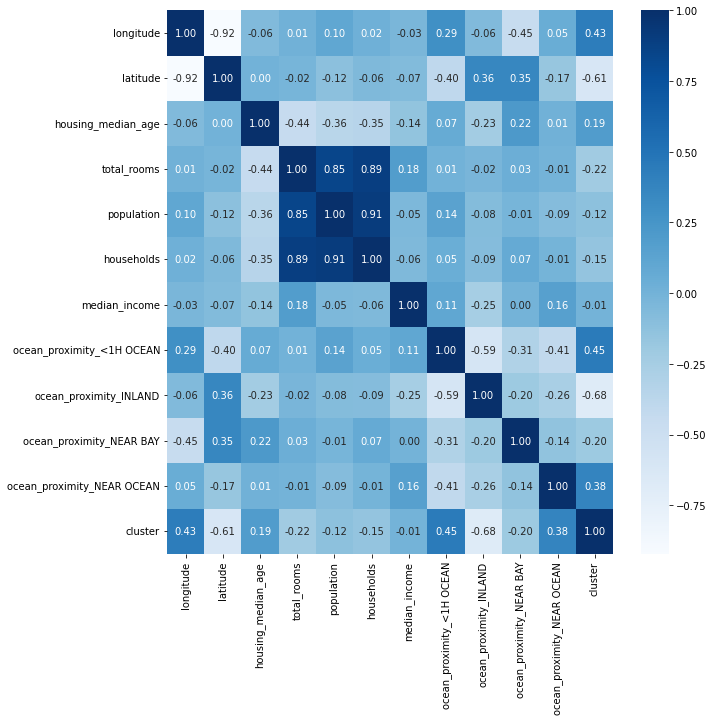 longitude 1.00 -0.92 -0.06 0.01 0.10 0.02 -0.03 0.29 -0.06 -0.45 0.05 0.43
latitude -0.92 1.00 0.00 -0.02 -0.12 -0.06 -0.07 -0.40 0.36 0.35 -0.17 -0.61
housing_median_age -0.06 0.00 1.00 -0.44 -0.36 -0.35 -0.14 0.07 -0.23 0.22 0.01 0.19
total_rooms 0.01 -0.02 -0.44 1.00 0.85 0.89 0.18 0.01 -0.02 0.03 -0.01 -0.22
population 0.10 -0.12 -0.36 0.85 1.00 0.91 -0.05 0.14 -0.08 -0.01 -0.09 -0.12
households 0.02 -0.06 -0.35 0.89 0.91 1.00 -0.06 0.05 -0.09 0.07 -0.01 -0.15
median_income -0.03 -0.07 -0.14 0.18 -0.05 -0.06 1.00 0.11 -0.25 0.00 0.16 -0.01
ocean_proximity_<1H OCEAN 0.29 -0.40 0.07 0.01 0.14 0.05 0.11 1.00 -0.59 -0.31 -0.41 0.45
ocean_proximity_INLAND -0.06 0.36 -0.23 -0.02 -0.08 -0.09 -0.25 -0.59 1.00 -0.20 -0.26 -0.68
ocean_proximity_NEAR BAY -0.45 0.35 0.22 0.03 -0.01 0.07 0.00 -0.31 -0.20 1.00 -0.14 -0.20
ocean_proximity_NEAR OCEAN 0.05 -0.17 0.01 -0.01 -0.09 -0.01 0.16 -0.41 -0.26 -0.14 1.00 0.38
cluster 0.43 -0.61 0.19 -0.22 -0.12 -0.15 -0.01 0.45 -0.68 -0.20 0.38 1.00
longitude
latitude
housing_median_age
total_rooms
population
households
median_income
ocean_proximity_<1H OCEAN
ocean_proximity_INLAND
ocean_proximity_NEAR BAY
ocean_proximity_NEAR OCEAN
cluster
1.00
0.75
0.50
0.25
0.00
−0.25
−0.50
−0.75